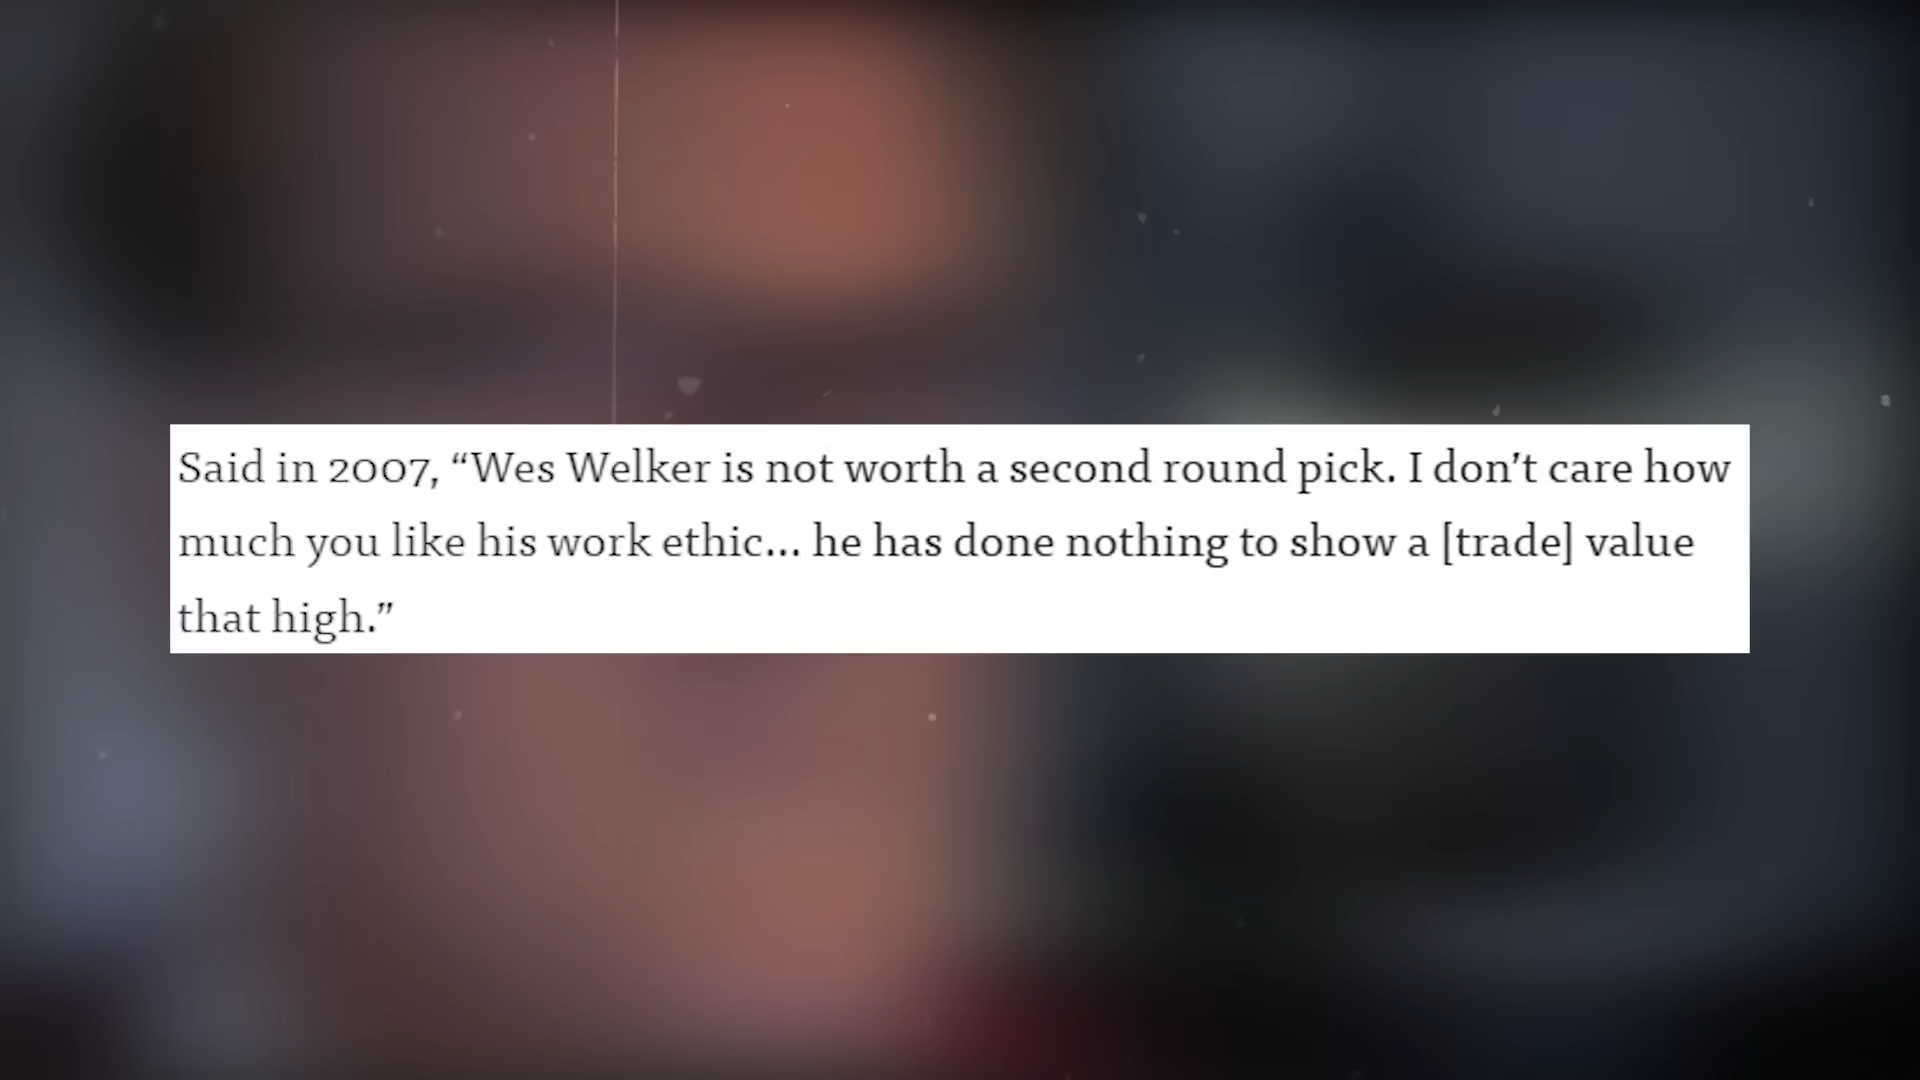 Said in 2007, “Wes Welker is not worth a second round pick. I don’t care how
much you like his work ethic... he has done nothing to show a [trade] value
that high.”